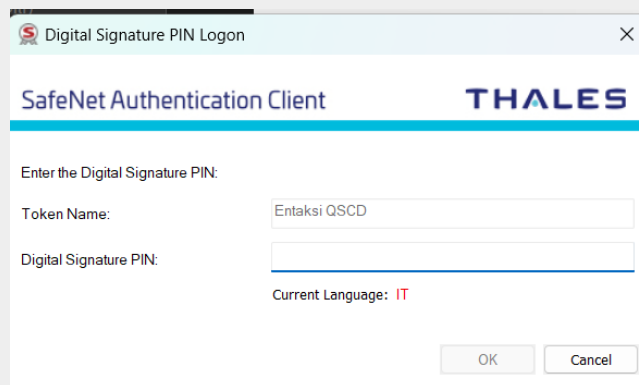 Digital Signature PIN Logon
SafeNet Authentication Client THALES
Enter the Digital Signature PIN:
Token Name: Entaksi QSCD
Digital Signature PIN:
Current Language: IT
OK Cancel